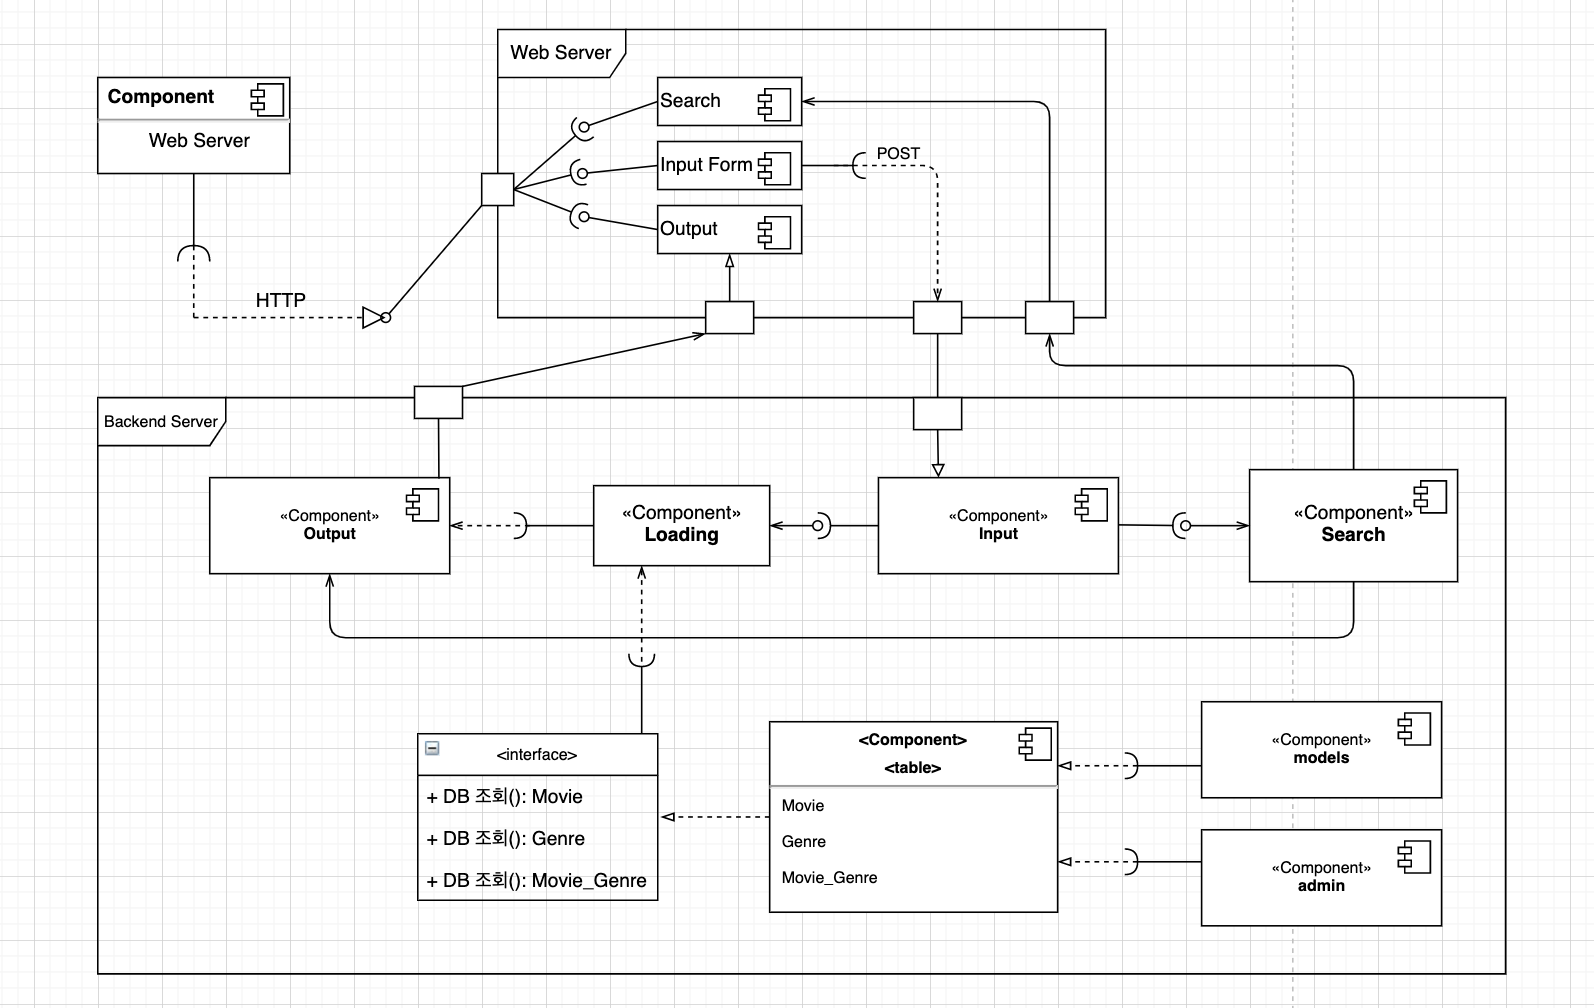 Web Server
Component
Web Server
Search
Input Form
POST
Output
HTTP
Backend Server
«Component»
Output
«Component»
Loading
«Component»
Input
«Component»
Search
<interface>
+ DB 조회(): Movie
+ DB 조회(): Genre
+ DB 조회(): Movie_Genre
<Component>
<table>
Movie
Genre
Movie_Genre
«Component»
models
«Component»
admin